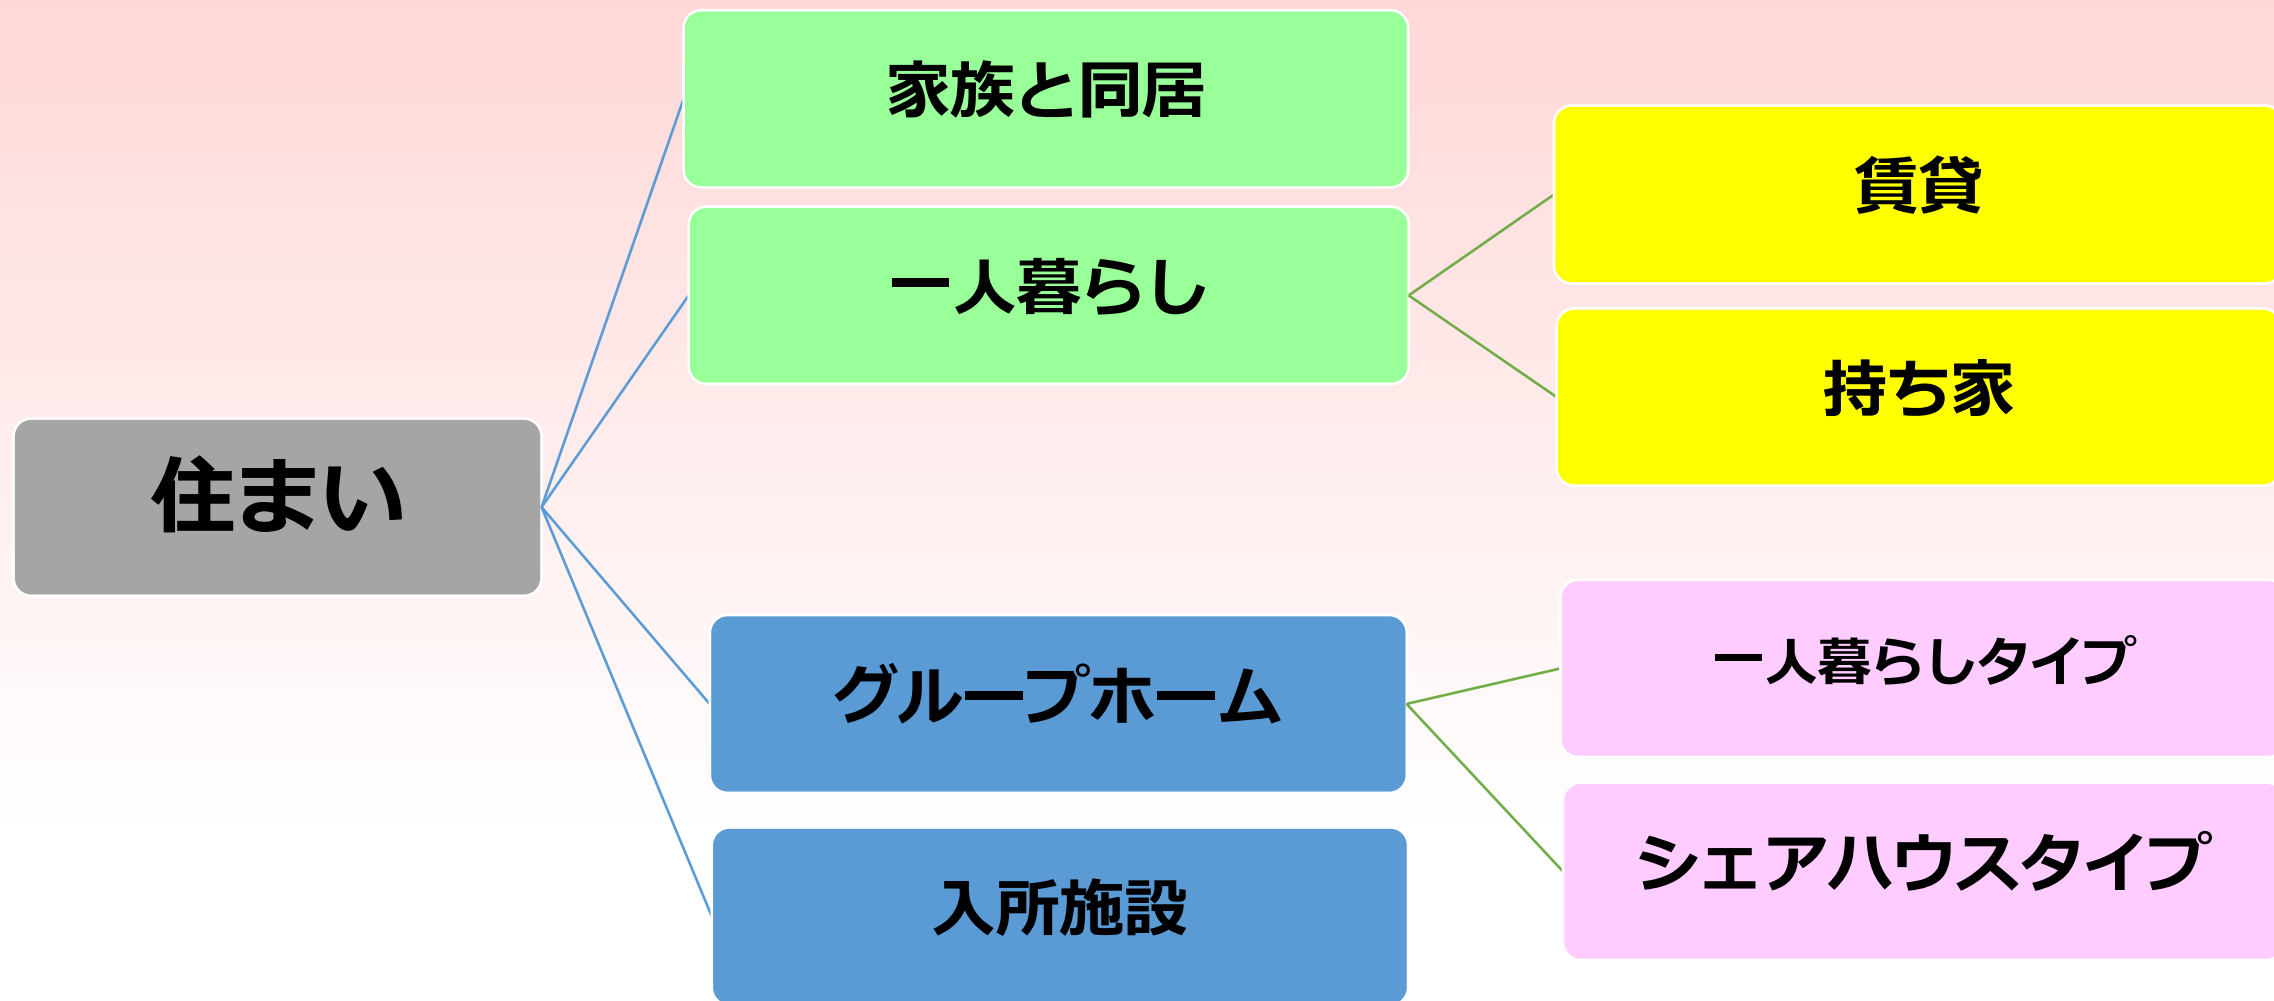 住まい
家族と同居
一人暮らし
賃貸
持ち家
グループホーム
一人暮らしタイプ
シェアハウスタイプ
入所施設